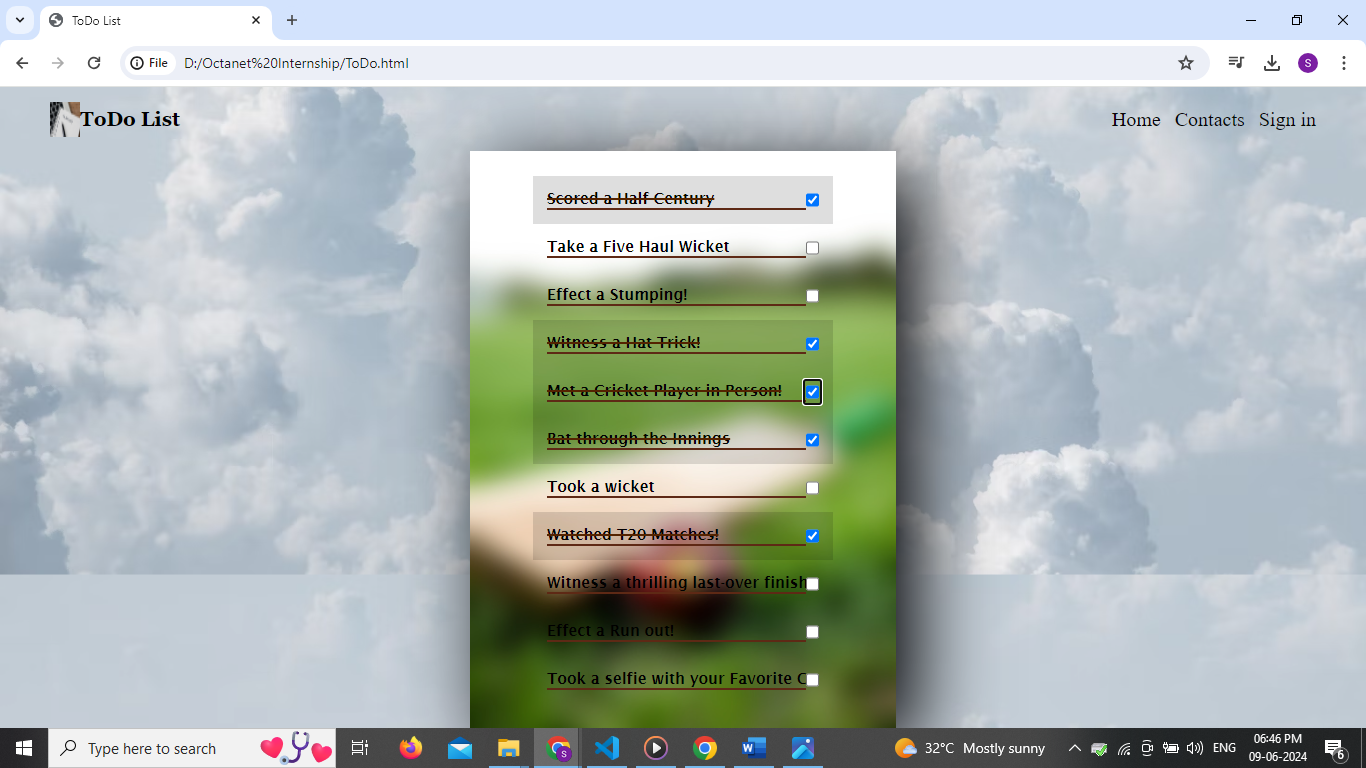 ToDo List
File
D:/Octanet%20Internship/ToDo.html
S
ToDo List
Home Contacts Sign in
Scored a Half Century
Take a Five Haul Wicket
Effect a Stumping!
Witness a Hat Trick!
Met a Cricket Player in Person!
Bat through the Innings
Took a wicket
Watched T20 Matches!
Witness a thrilling last-over finish
Effect a Run out!
Took a selfie with your Favorite C
Type here to search
S
32°C Mostly sunny
ENG
06:46 PM
09-06-2024
6